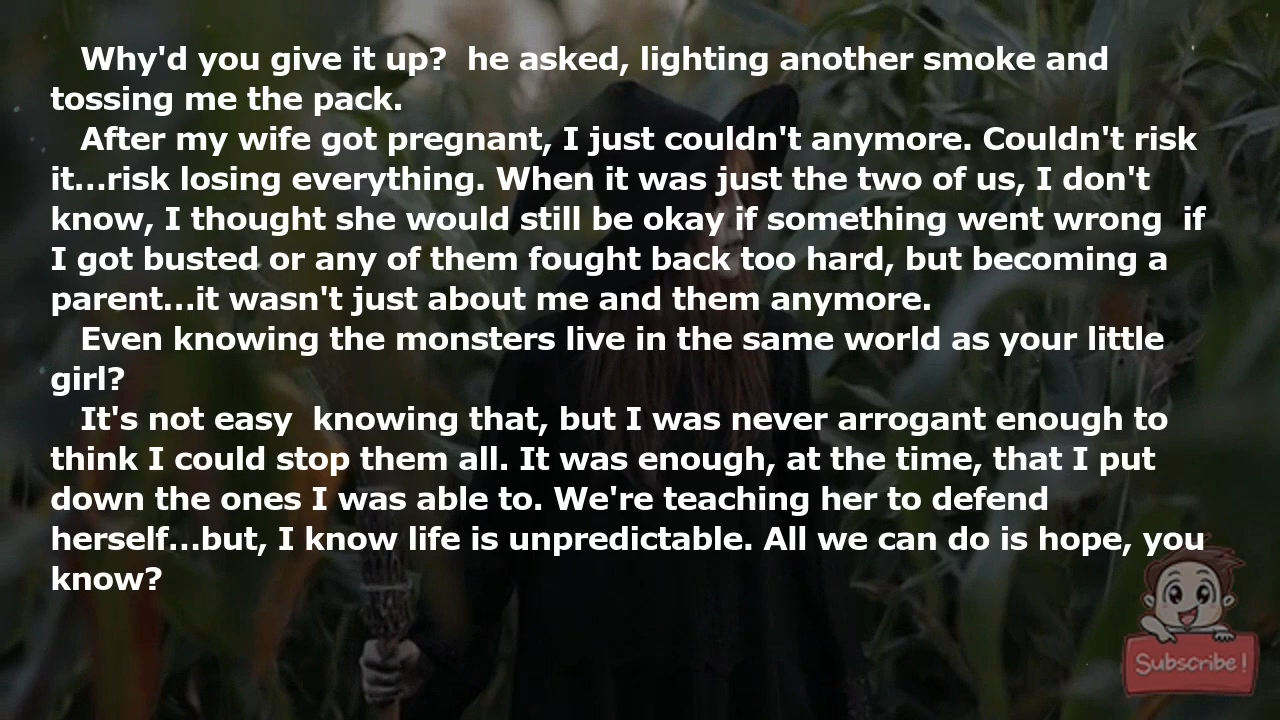 Why'd you give it up?  he asked, lighting another smoke and
tossing me the pack.
After my wife got pregnant, I just couldn't anymore. Couldn't risk
it...risk losing everything. When it was just the two of us, I don't
know, I thought she would still be okay if something went wrong  if
I got busted or any of them fought back too hard, but becoming a
parent...it wasn't just about me and them anymore.
Even knowing the monsters live in the same world as your little
girl?
It's not easy  knowing that, but I was never arrogant enough to
think I could stop them all. It was enough, at the time, that I put
down the ones I was able to. We're teaching her to defend
herself...but, I know life is unpredictable. All we can do is hope, you
know?
Subscribe!